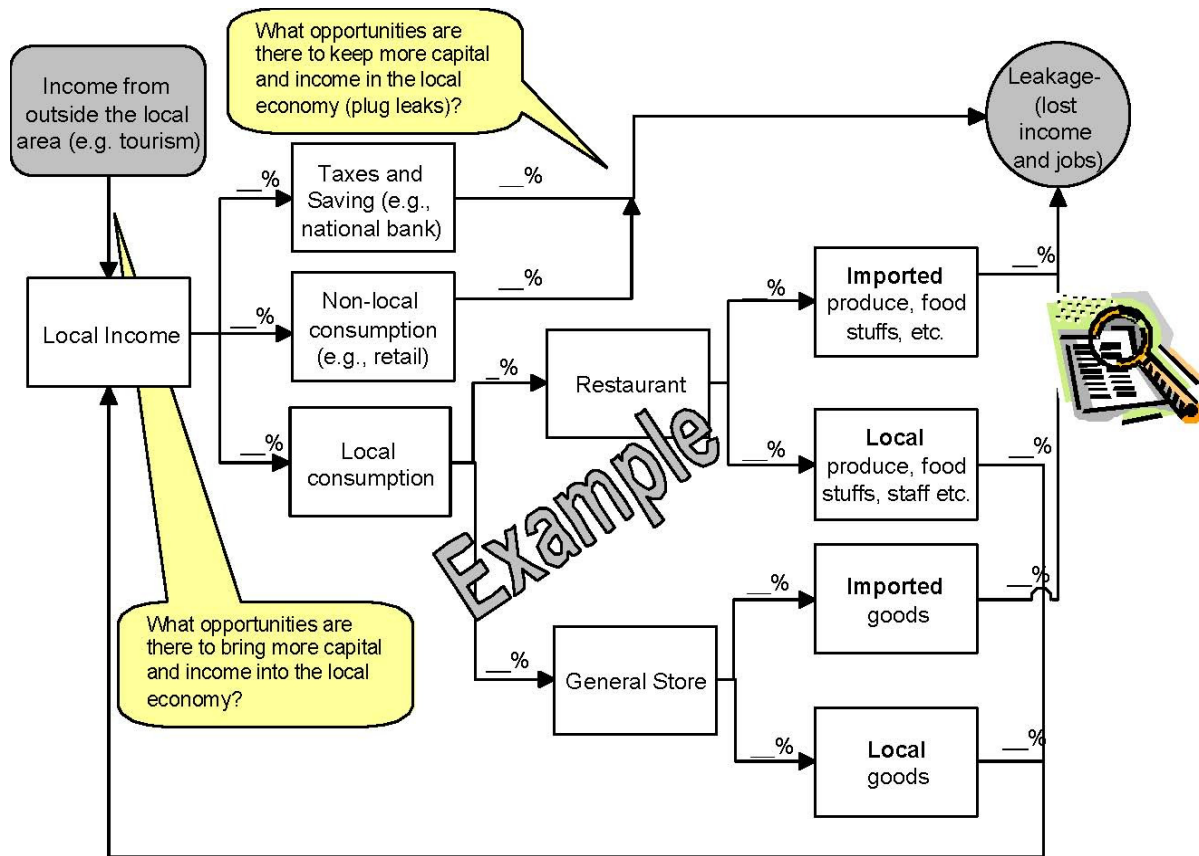 What opportunities are
there to keep more capital
and income in the local
economy (plug leaks)?
Income from
outside the local
area (e.g. tourism)
Leakage-
(lost
income
and jobs)
__%
Taxes and
Saving (e.g.,
national bank)
__%
Local Income
__%
Non-local
consumption
(e.g., retail)
__%
__%
Local
consumption
_%
Restaurant
__%
Imported
produce, food
stuffs, etc.
__%
__%
Local
produce, food
stuffs, staff etc.
__%
Example
What opportunities are
there to bring more capital
and income into the local
economy?
__%
General Store
__%
Imported
goods
__%
__%
Local
goods
__%